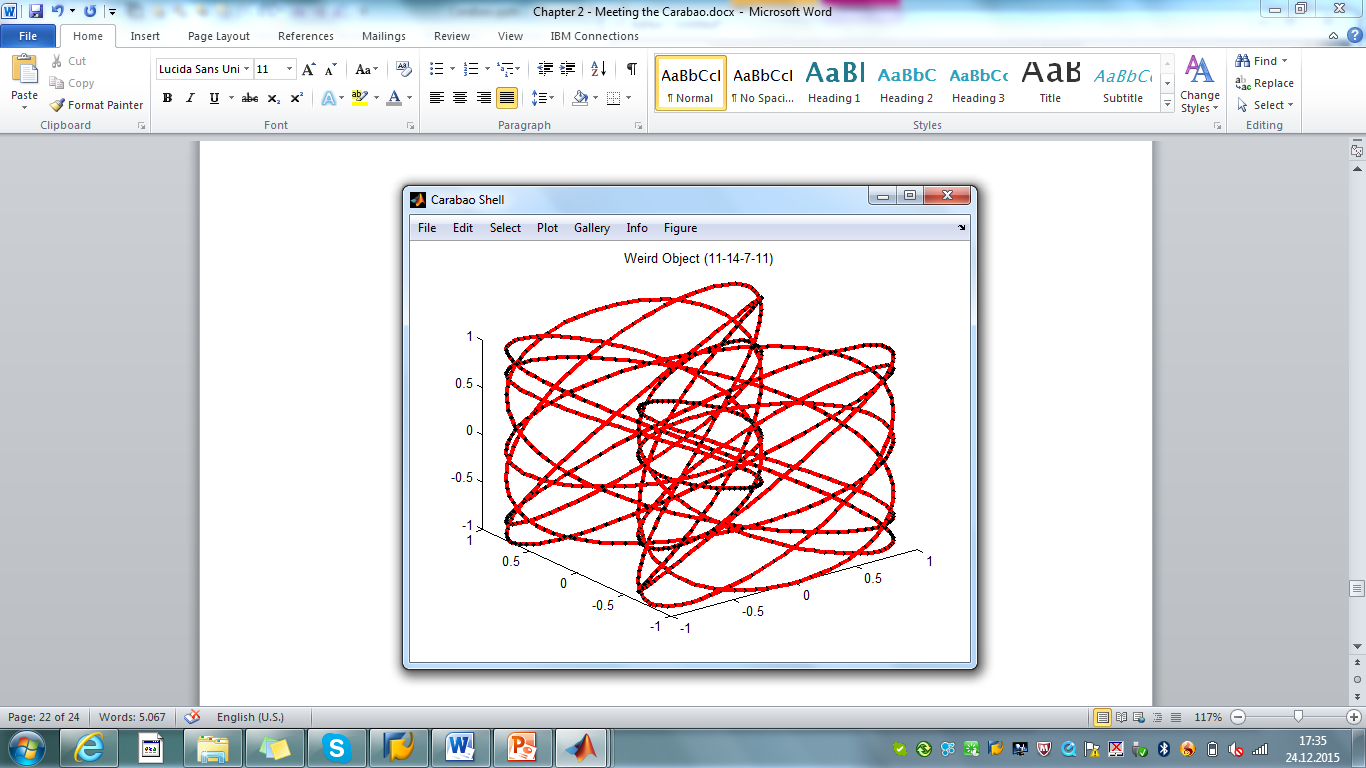 Chapter 2 - Meeting the Carabao.docx - Microsoft Word
File Home Insert Page Layout References Mailings Review View IBM Connections
Paste
Cut
Copy
Format Painter
Clipboard
Lucida Sans Uni 11
B I U abc x₂ x²
Font
Paragraph
AaBbCcI AaBbCcI AaBl AaBbC AaBbCc AaB AaBbCcL
¶ Normal ¶ No Spaci... Heading 1 Heading 2 Heading 3 Title Subtitle
Styles
Change
Styles
Find
Replace
Select
Editing
Carabao Shell
File Edit Select Plot Gallery Info Figure
Weird Object (11-14-7-11)
1
0.5
0
-0.5
-1
1
0.5
0
-0.5
-1
-1
-0.5
0
0.5
1
Page: 22 of 24 Words: 5.067 English (U.S.) 117%
17:35
24.12.2015